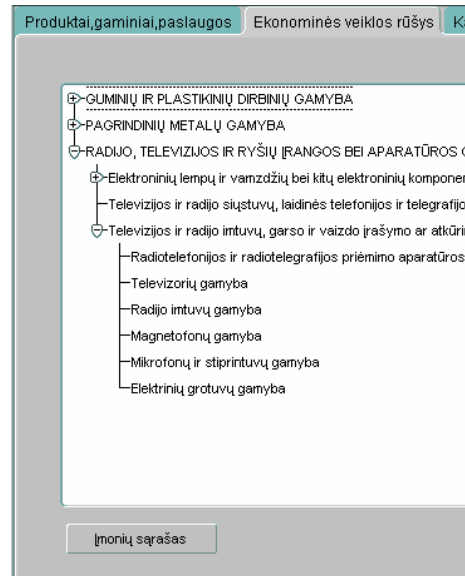 Produktai,gaminiai,paslaugos Ekonominės veiklos rūšys
GUMINIŲ IR PLASTIKINIŲ DIRBINIŲ GAMYBA
PAGRINDINIŲ METALŲ GAMYBA
RADIJO, TELEVIZIJOS IR RYŠIŲ ĮRANGOS BEI APARATŪROS
Elektroninių lempų ir vamzdžių bei kitų elektroninių
Televizijos ir radijo siųstuvų, laidinės telefonijos ir
Televizijos ir radijo imtuvų, garso ir vaizdo įrašymo ar
Radiotelefonijos ir radiotelegrafijos priėmimo aparatūros
Televizorių gamyba
Radijo imtuvų gamyba
Magnetofonų gamyba
Mikrofonų ir stiprintuvų gamyba
Elektrinių grotuvų gamyba
Įmonių sąrašas